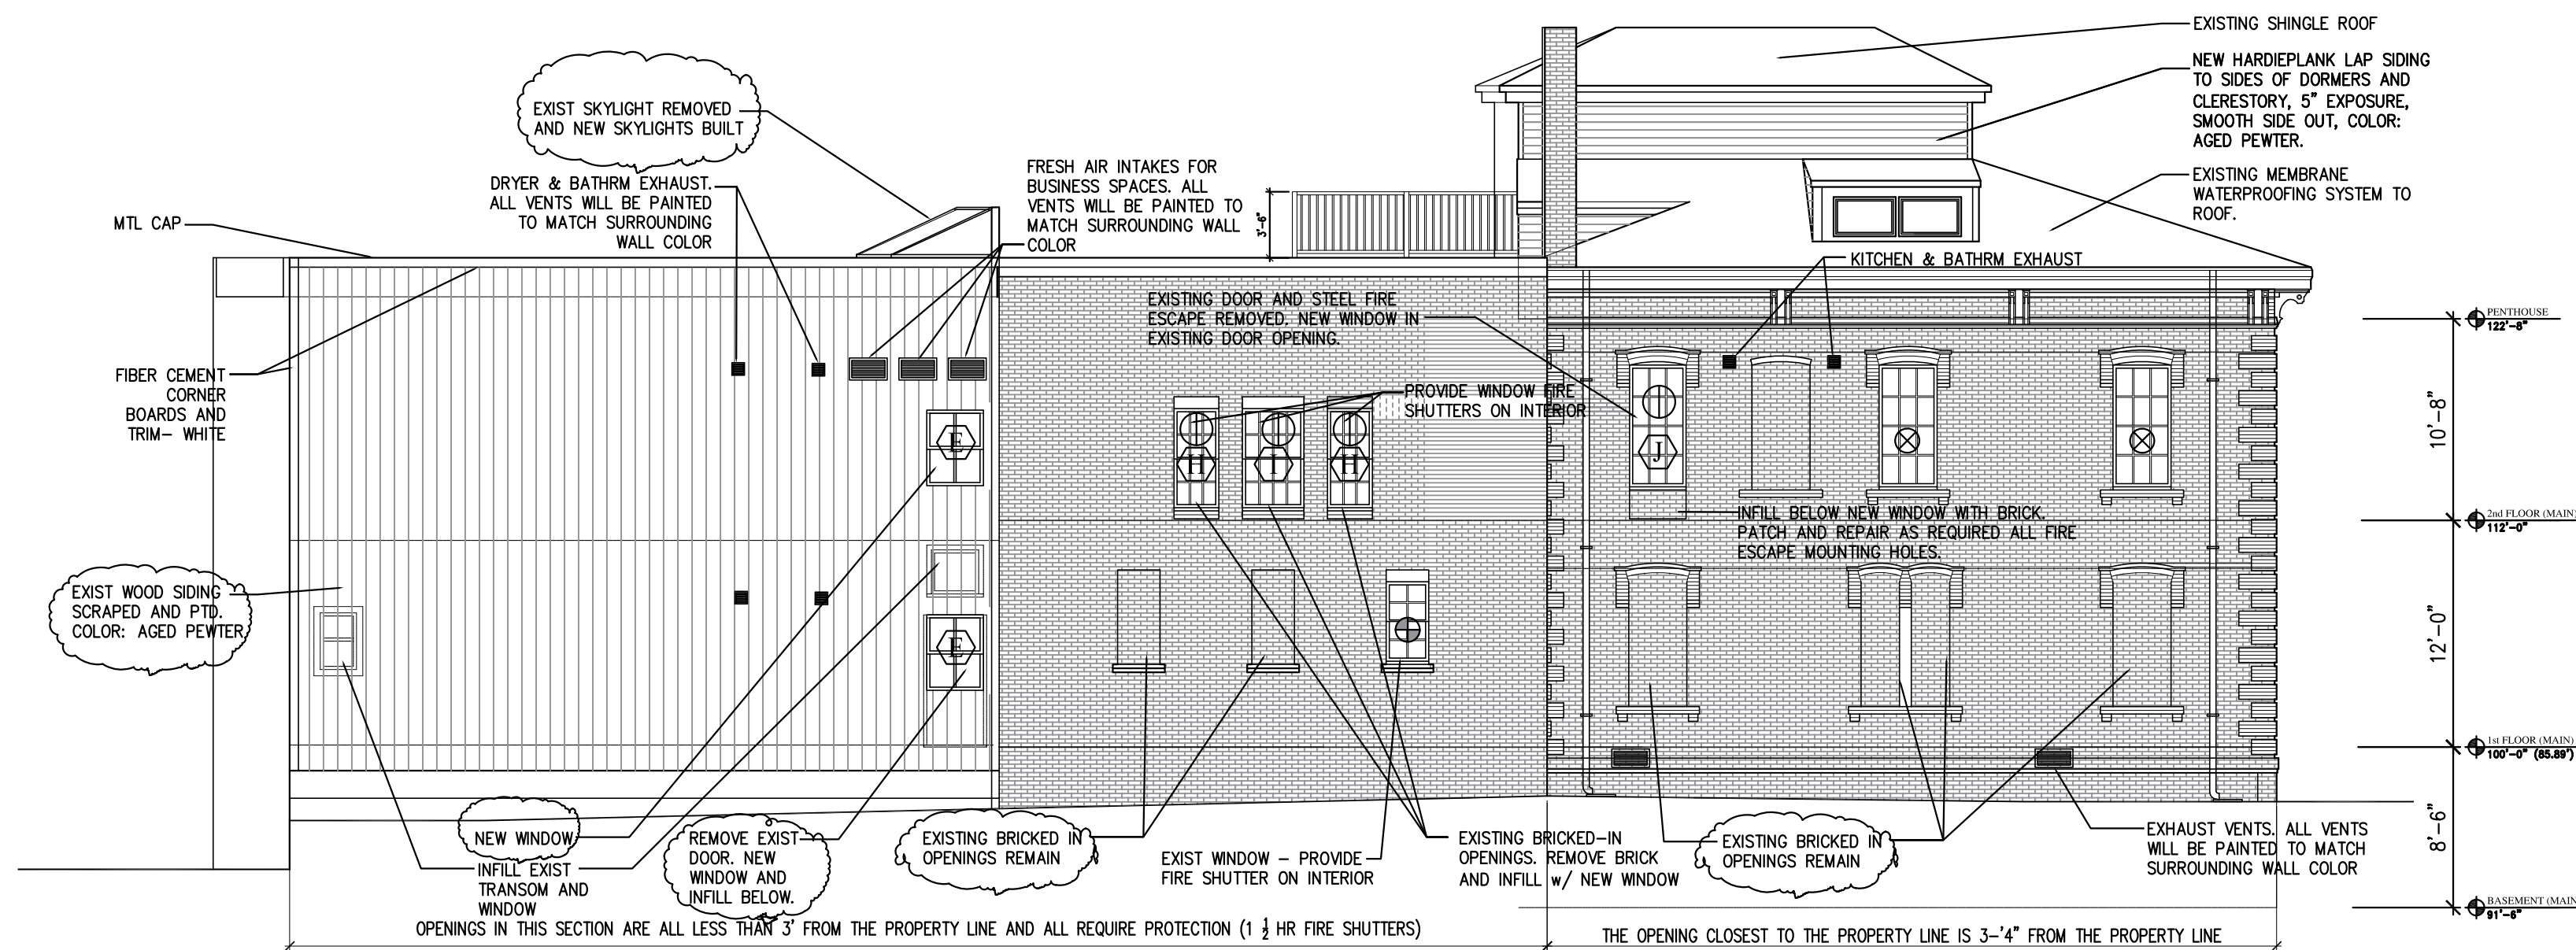 EXISTING SHINGLE ROOF
NEW HARDIEPLANK LAP SIDING
TO SIDES OF DORMERS AND
CLERESTORY, 5" EXPOSURE,
SMOOTH SIDE OUT, COLOR:
AGED PEWTER.
EXISTING MEMBRANE
WATERPROOFING SYSTEM TO
ROOF.
EXIST SKYLIGHT REMOVED
AND NEW SKYLIGHTS BUILT
DRYER & BATHRM EXHAUST.
ALL VENTS WILL BE PAINTED
TO MATCH SURROUNDING
WALL COLOR
FRESH AIR INTAKES FOR
BUSINESS SPACES. ALL
VENTS WILL BE PAINTED TO
MATCH SURROUNDING WALL
COLOR
3'-6"
MTL CAP
KITCHEN & BATHRM EXHAUST
EXISTING DOOR AND STEEL FIRE
ESCAPE REMOVED. NEW WINDOW IN
EXISTING DOOR OPENING.
PENTHOUSE
122'-8"
FIBER CEMENT
CORNER
BOARDS AND
TRIM- WHITE
PROVIDE WINDOW FIRE
SHUTTERS ON INTERIOR
10'-8"
E
H
I
H
J
INFILL BELOW NEW WINDOW WITH BRICK.
PATCH AND REPAIR AS REQUIRED ALL FIRE
ESCAPE MOUNTING HOLES.
2nd FLOOR (MAIN)
112'-0"
EXIST WOOD SIDING
SCRAPED AND PTD.
COLOR: AGED PEWTER
E
12'-0"
1st FLOOR (MAIN)
100'-0" (85.89')
NEW WINDOW
INFILL EXIST
TRANSOM AND
WINDOW
REMOVE EXIST
DOOR. NEW
WINDOW AND
INFILL BELOW.
EXISTING BRICKED IN
OPENINGS REMAIN
EXIST WINDOW - PROVIDE
FIRE SHUTTER ON INTERIOR
EXISTING BRICKED-IN
OPENINGS. REMOVE BRICK
AND INFILL w/ NEW WINDOW
EXISTING BRICKED IN
OPENINGS REMAIN
EXHAUST VENTS. ALL VENTS
WILL BE PAINTED TO MATCH
SURROUNDING WALL COLOR
8'-6"
BASEMENT (MAIN
91'-6"
OPENINGS IN THIS SECTION ARE ALL LESS THAN 3' FROM THE PROPERTY LINE AND ALL REQUIRE PROTECTION (1 1/2 HR FIRE SHUTTERS)
THE OPENING CLOSEST TO THE PROPERTY LINE IS 3-'4" FROM THE PROPERTY LINE